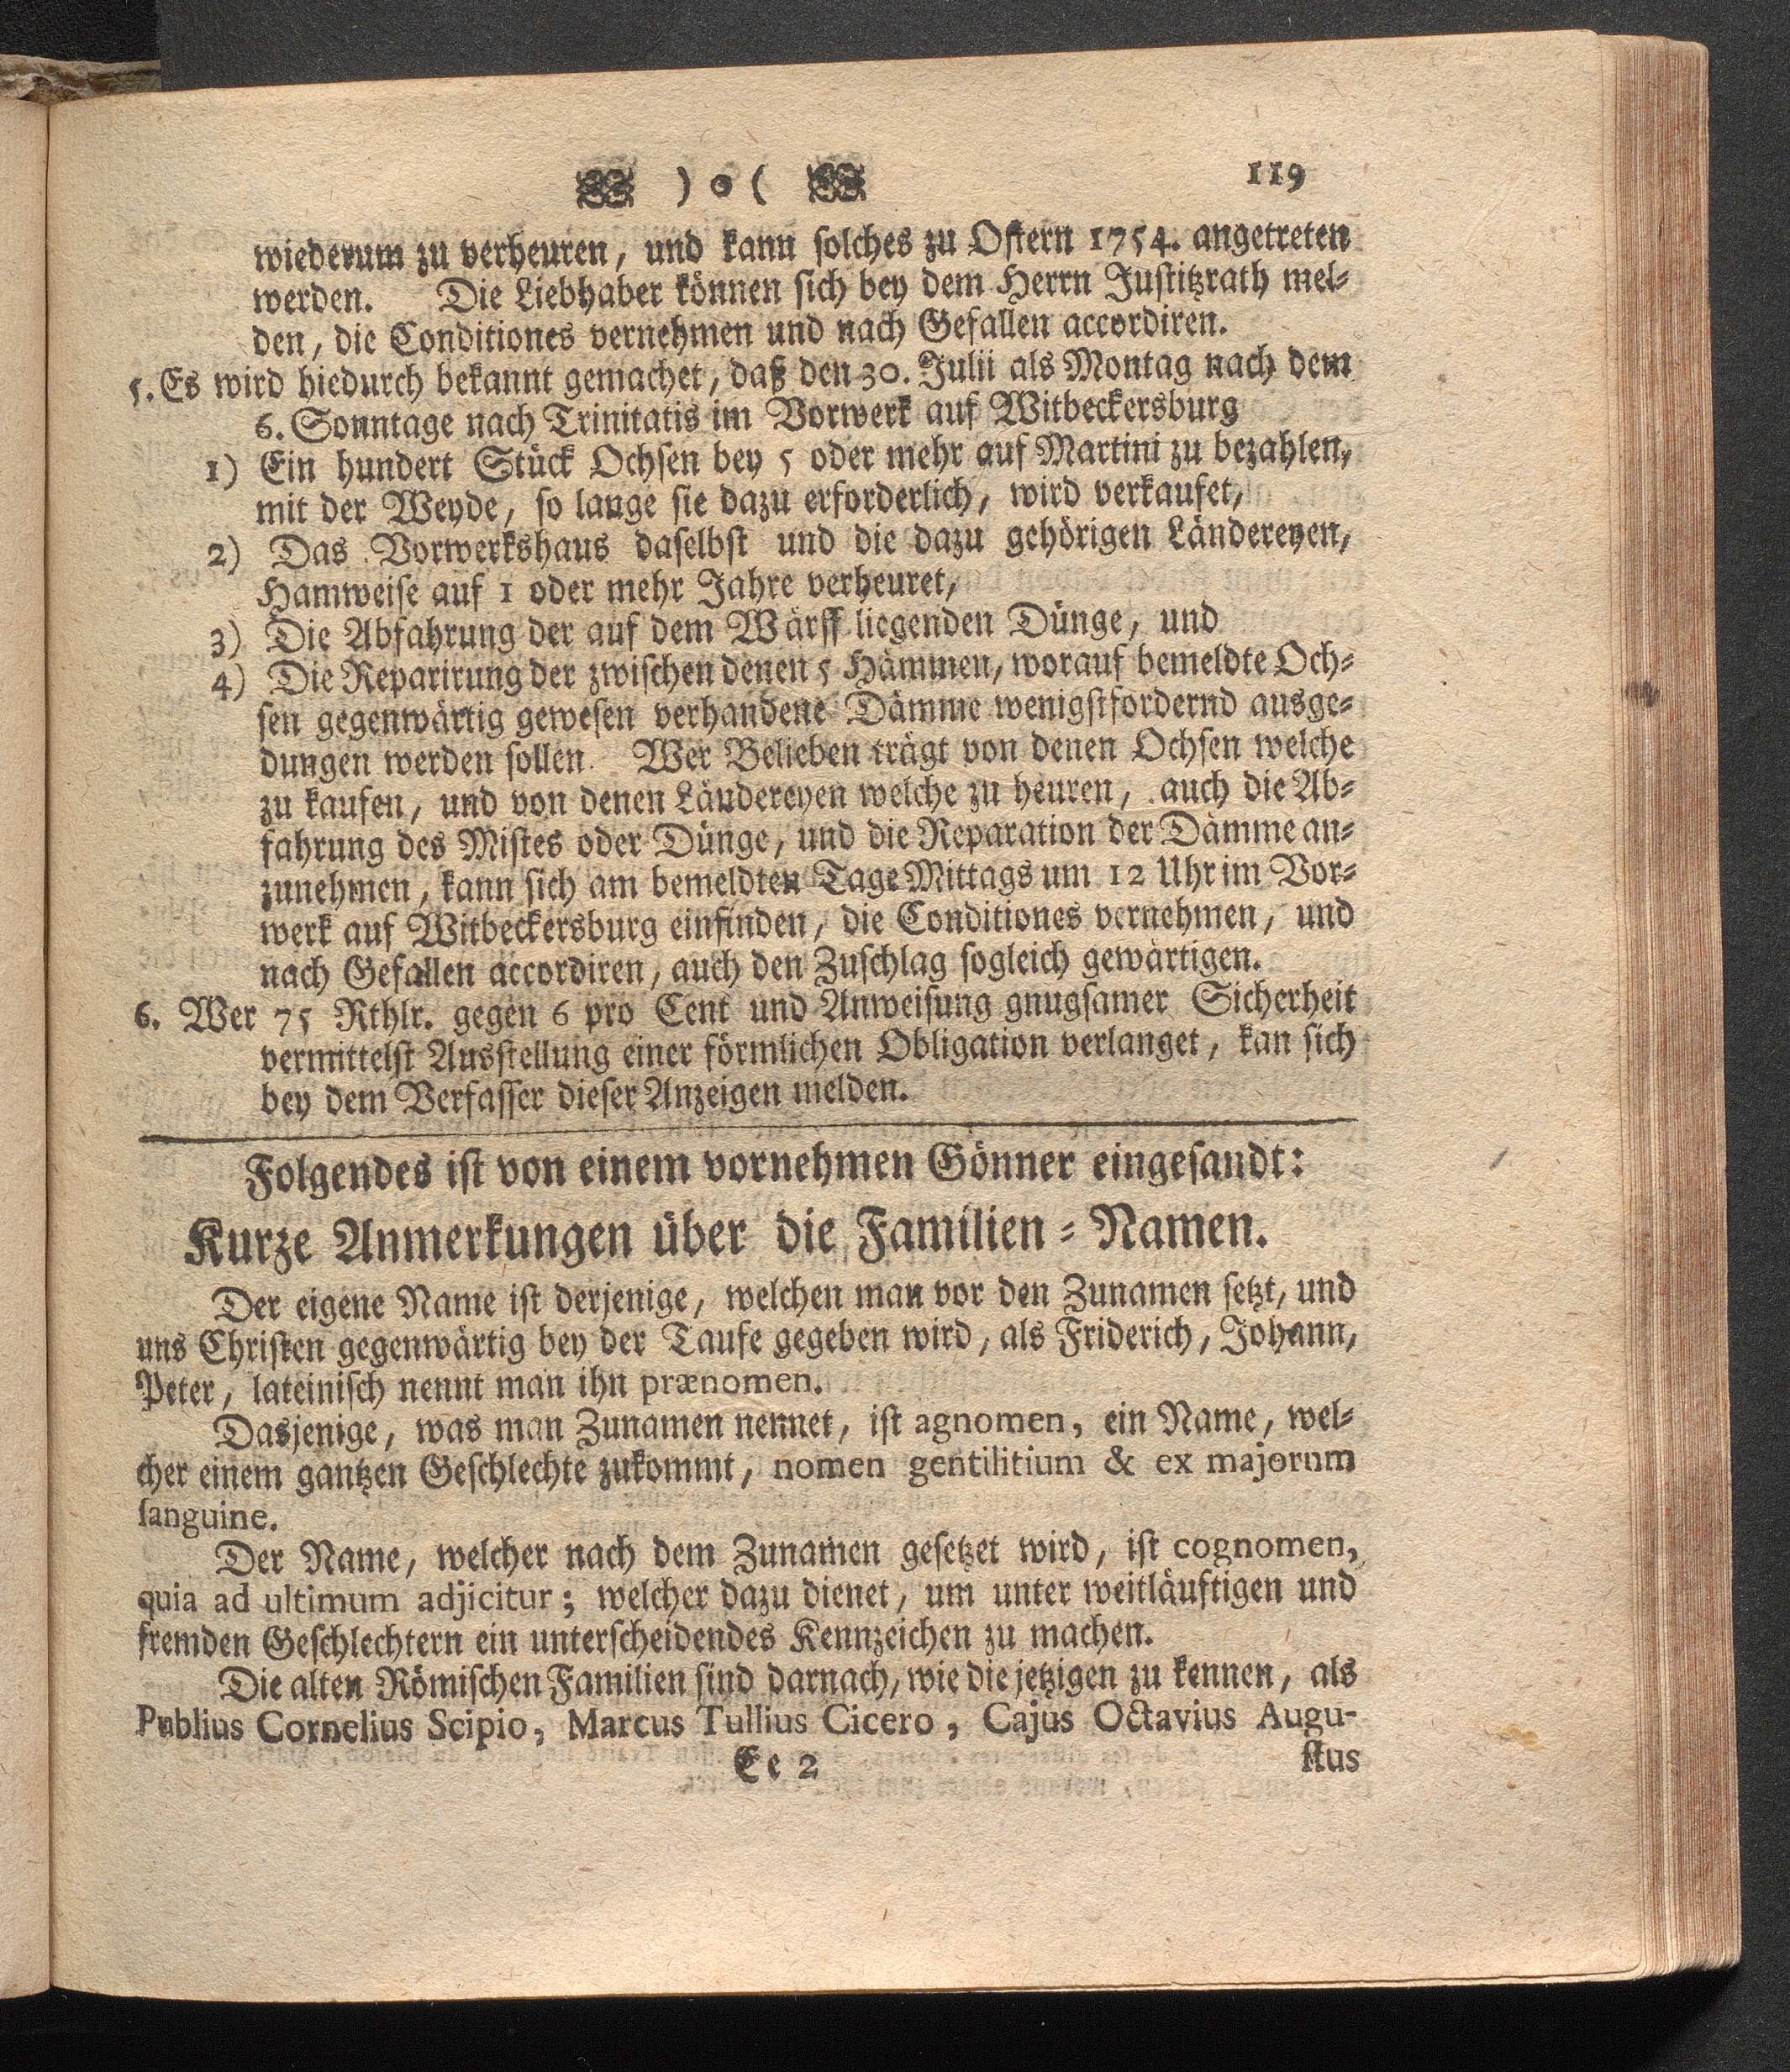 ) o ( 119
wiederum zu verheuren, und kann solches zu Ostern 1754. angetreten
werden. Die Liebhaber können sich bey dem Herrn Justitzrath mel-
den, die Conditiones vernehmen und nach Gefallen accordiren.
5. Es wird hiedurch bekannt gemachet, daß den 30. Julii als Montag nach dem
6. Sonntage nach Trinitatis im Vorwerk auf Witbeckersburg
1) Ein hundert Stück Ochsen bey 5 oder mehr auf Martini zu bezahlen,
mit der Weyde, so lange sie dazu erforderlich, wird verkaufet,
2) Das Vorwerkshaus daselbst und die dazu gehörigen Ländereyen,
Hamweise auf 1 oder mehr Jahre verheuret,
3) Die Abfahrung der auf dem Wärff liegenden Dünge, und
4) Die Reparirung der zwischen denen 5 Hämmen, worauf bemeldte Och-
sen gegenwärtig gewesen verhandene Dämme wenigstfordernd ausge-
dungen werden sollen. Wer Belieben trägt von denen Ochsen welche
zu kaufen, und von denen Ländereyen welche zu heuren, auch die Ab-
fahrung des Mistes oder Dünge, und die Reparation der Dämme an-
zunehmen, kann sich am bemeldten Tage Mittags um 12 Uhr im Vor-
werk auf Witbeckersburg einfinden, die Conditiones vernehmen, und
nach Gefallen accordiren, auch den Zuschlag sogleich gewärtigen.
6. Wer 75 Rthlr. gegen 6 pro Cent und Anweisung gnugsamer Sicherheit
vermittelst Ausstellung einer förmlichen Obligation verlanget, kan sich
bey dem Verfasser dieser Anzeigen melden.
Folgendes ist von einem vornehmen Gönner eingesandt:
Kurze Anmerkungen über die Familien-Namen.
Der eigene Name ist derjenige, welchen man vor den Zunamen setzt, und
uns Christen gegenwärtig bey der Taufe gegeben wird, als Friderich, Johann,
Peter, lateinisch nennt man ihn prænomen.
Dasjenige, was man Zunamen nennet, ist agnomen, ein Name, wel-
cher einem gantzen Geschlechte zukommt, nomen gentilitium & ex majorum
sanguine.
Der Name, welcher nach dem Zunamen gesetzet wird, ist cognomen,
quia ad ultimum adjicitur; welcher dazu dienet, um unter weitläuftigen und
fremden Geschlechtern ein unterscheidendes Kennzeichen zu machen.
Die alten Römischen Familien sind darnach, wie die jetzigen zu kennen, als
Publius Cornelius Scipio, Marcus Tullius Cicero, Cajus Octavius Augu-
Ee 2 stus